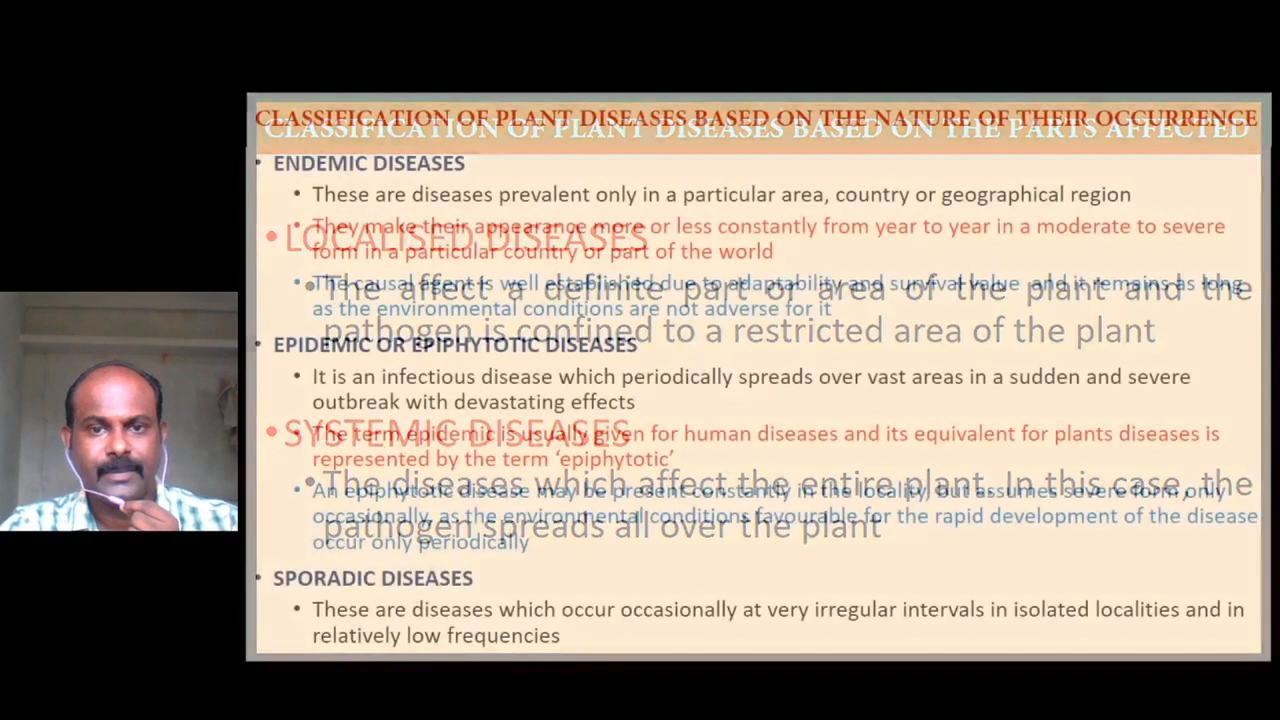 CLASSIFICATION OF PLANT DISEASES BASED ON THE NATURE OF THEIR OCCURRENCE
CLASSIFICATION OF PLANT DISEASES BASED ON THE PARTS AFFECTED
• ENDEMIC DISEASES
• These are diseases prevalent only in a particular area, country or geographical region
• They make their appearance more or less constantly from year to year in a moderate to severe
form in a particular country or part of the world
• LOCALISED DISEASES
• The causal agent is well established due to adaptability and survival value and it remains as long
as the environmental conditions are not adverse for it
• The affect a definite part or area of the plant and the
pathogen is confined to a restricted area of the plant
• EPIDEMIC OR EPIPHYTOTIC DISEASES
• It is an infectious disease which periodically spreads over vast areas in a sudden and severe
outbreak with devastating effects
• The term epidemic is usually given for human diseases and its equivalent for plants diseases is
represented by the term ‘epiphytotic’
• SYSTEMIC DISEASES
• An epiphytotic disease may be present constantly in the locality, but assumes severe form only
occasionally, as the environmental conditions favourable for the rapid development of the disease
occur only periodically
• The diseases which affect the entire plant. In this case, the
pathogen spreads all over the plant
• SPORADIC DISEASES
• These are diseases which occur occasionally at very irregular intervals in isolated localities and in
relatively low frequencies